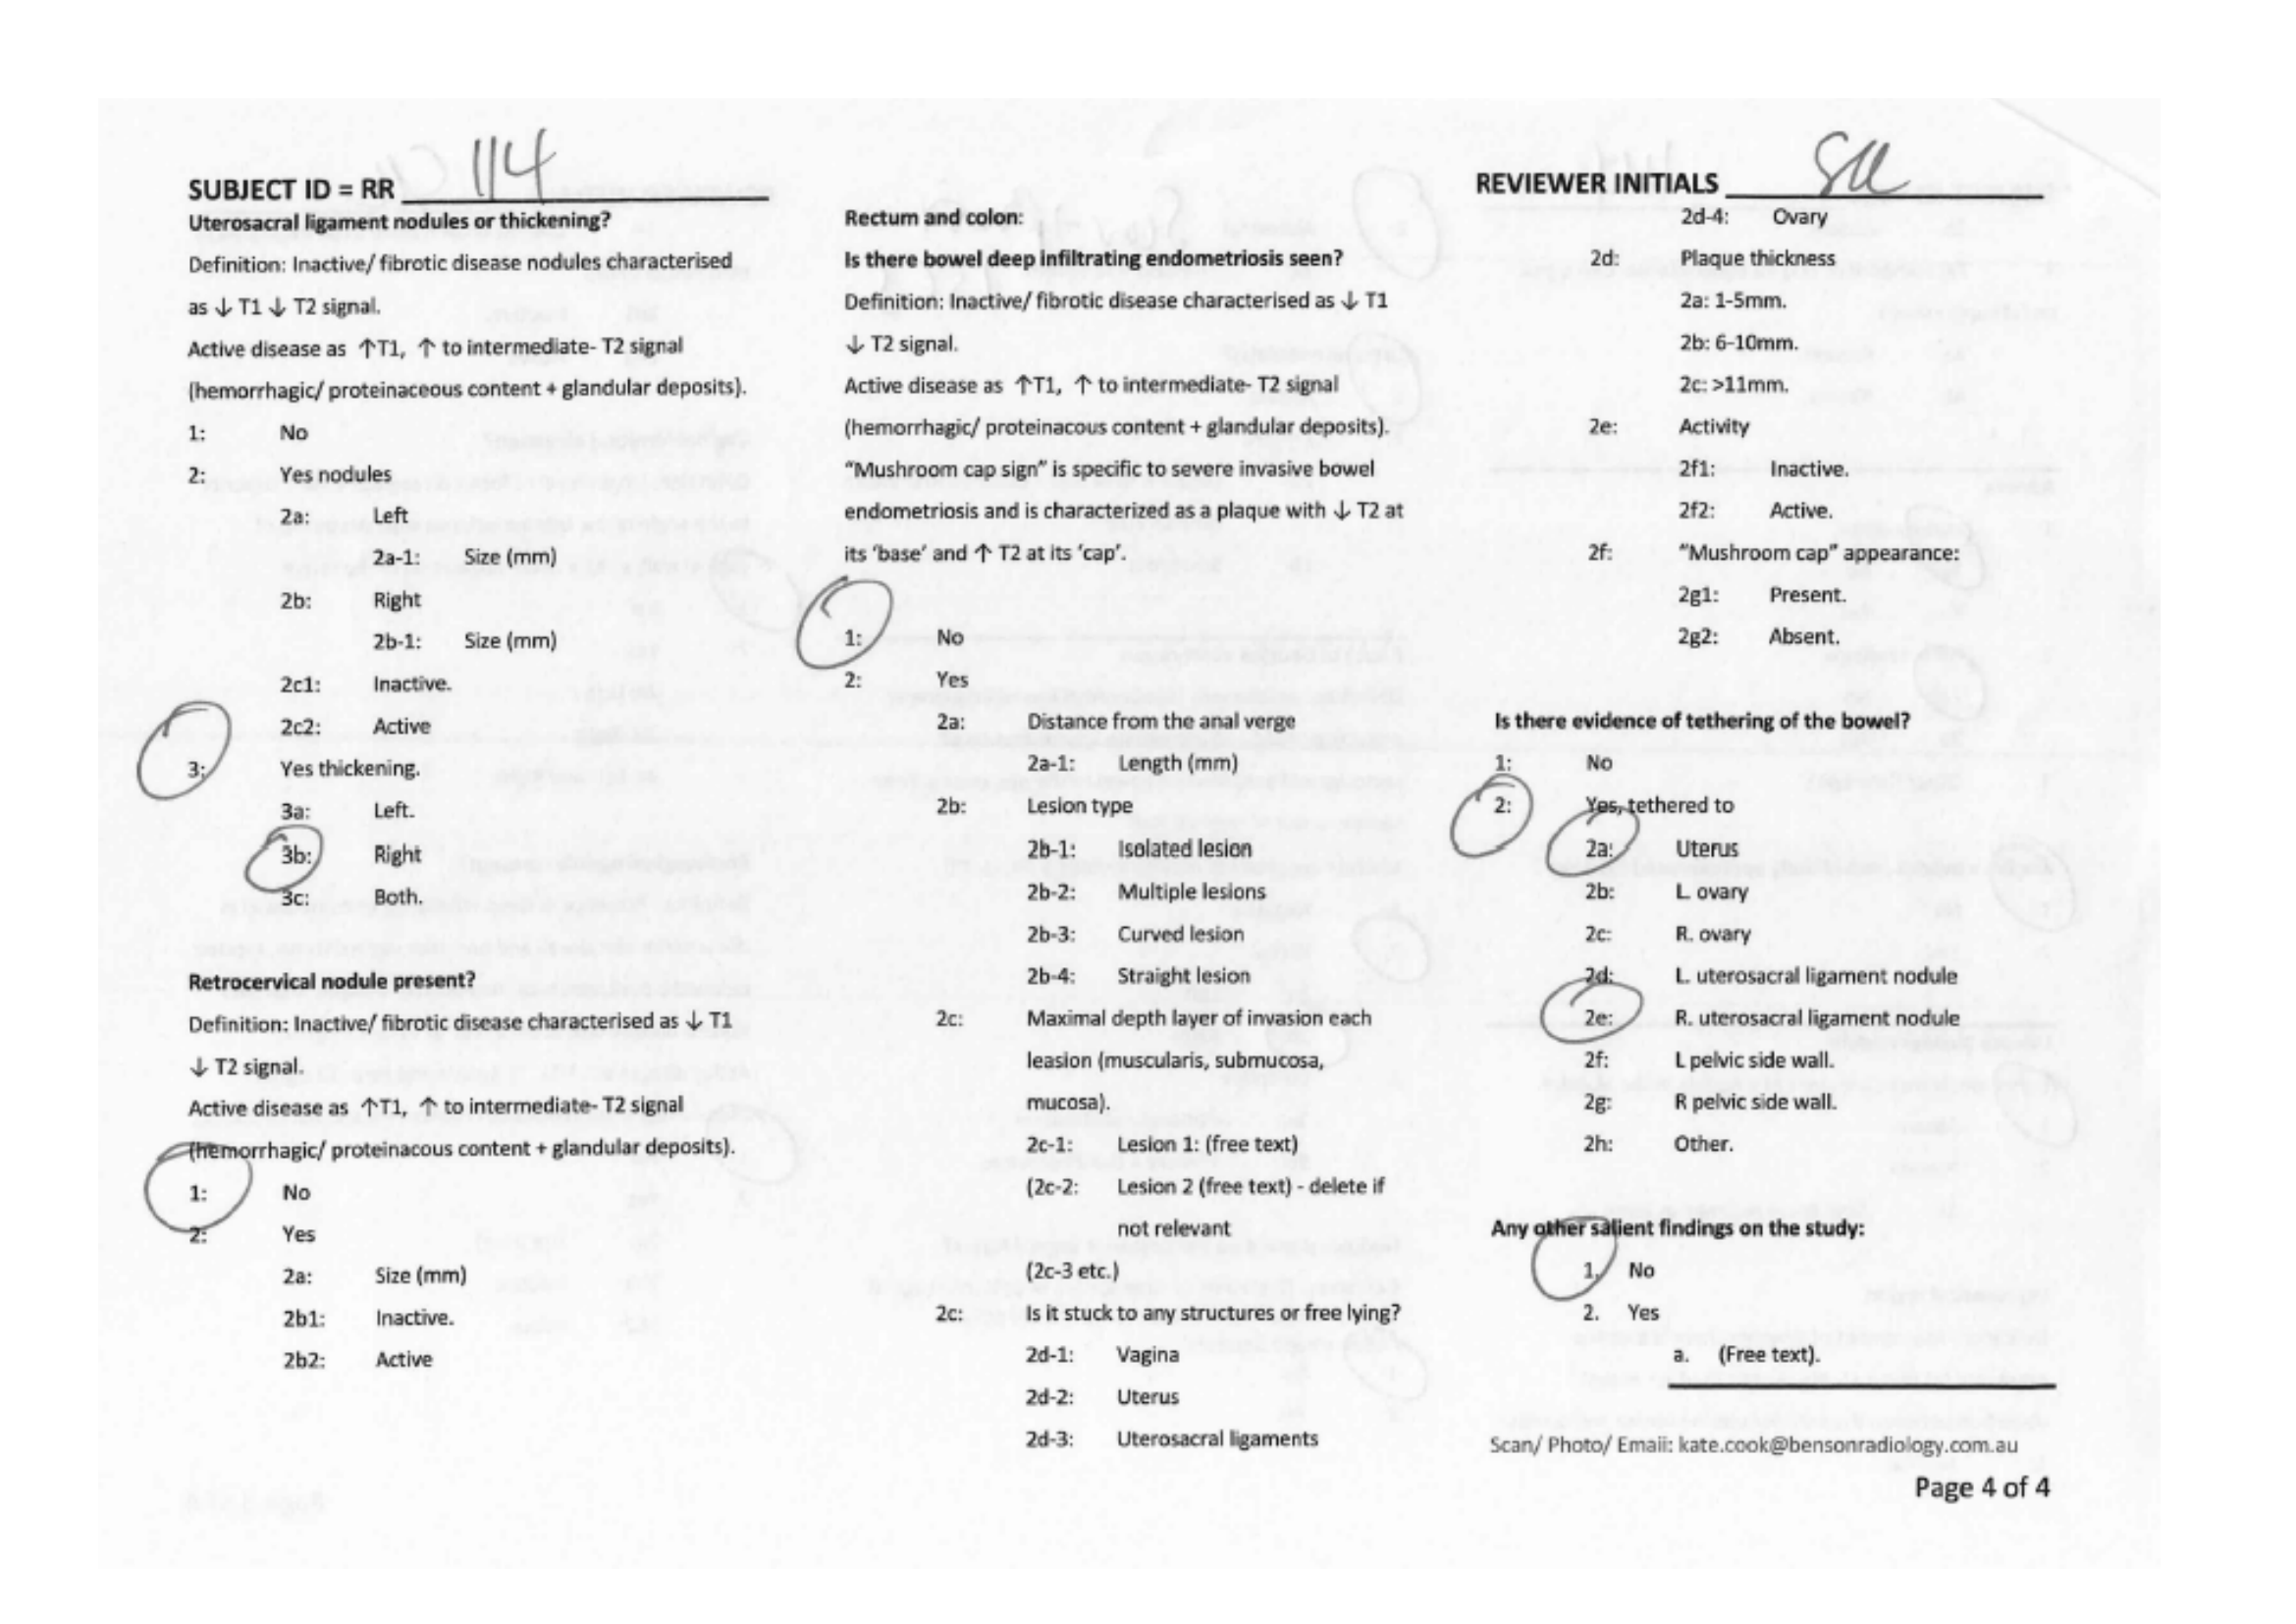 SUBJECT ID = RR 114
Uterosacral ligament nodules or thickening?
Definition: Inactive/ fibrotic disease nodules characterised
as ↓ T1 ↓ T2 signal.
Active disease as ↑T1, ↑ to intermediate- T2 signal
(hemorrhagic/ proteinaceous content + glandular deposits).
1: No
2: Yes nodules
2a: Left
2a-1: Size (mm)
2b: Right
2b-1: Size (mm)
2c1: Inactive.
2c2: Active
3: Yes thickening.
3a: Left.
3b: Right
3c: Both.
Retrocervical nodule present?
Definition: Inactive/ fibrotic disease characterised as ↓ T1
↓ T2 signal.
Active disease as ↑T1, ↑ to intermediate- T2 signal
(hemorrhagic/ proteinacous content + glandular deposits).
1: No
2: Yes
2a: Size (mm)
2b1: Inactive.
2b2: Active
Rectum and colon:
Is there bowel deep infiltrating endometriosis seen?
Definition: Inactive/ fibrotic disease characterised as ↓ T1
↓ T2 signal.
Active disease as ↑T1, ↑ to intermediate- T2 signal
(hemorrhagic/ proteinacous content + glandular deposits).
“Mushroom cap sign” is specific to severe invasive bowel
endometriosis and is characterized as a plaque with ↓ T2 at
its ‘base’ and ↑ T2 at its ‘cap’.
1: No
2: Yes
2a: Distance from the anal verge
2a-1: Length (mm)
2b: Lesion type
2b-1: Isolated lesion
2b-2: Multiple lesions
2b-3: Curved lesion
2b-4: Straight lesion
2c: Maximal depth layer of invasion each
leasion (muscularis, submucosa,
mucosa).
2c-1: Lesion 1: (free text)
(2c-2: Lesion 2 (free text) - delete if
not relevant
(2c-3 etc.)
2c: Is it stuck to any structures or free lying?
2d-1: Vagina
2d-2: Uterus
2d-3: Uterosacral ligaments
REVIEWER INITIALS
2d-4: Ovary
2d: Plaque thickness
2a: 1-5mm.
2b: 6-10mm.
2c: >11mm.
2e: Activity
2f1: Inactive.
2f2: Active.
2f: “Mushroom cap” appearance:
2g1: Present.
2g2: Absent.
Is there evidence of tethering of the bowel?
1: No
2: Yes, tethered to
2a: Uterus
2b: L. ovary
2c: R. ovary
2d: L. uterosacral ligament nodule
2e: R. uterosacral ligament nodule
2f: L pelvic side wall.
2g: R pelvic side wall.
2h: Other.
Any other salient findings on the study:
1. No
2. Yes
a. (Free text).
Scan/ Photo/ Email: kate.cook@bensonradiology.com.au
Page 4 of 4